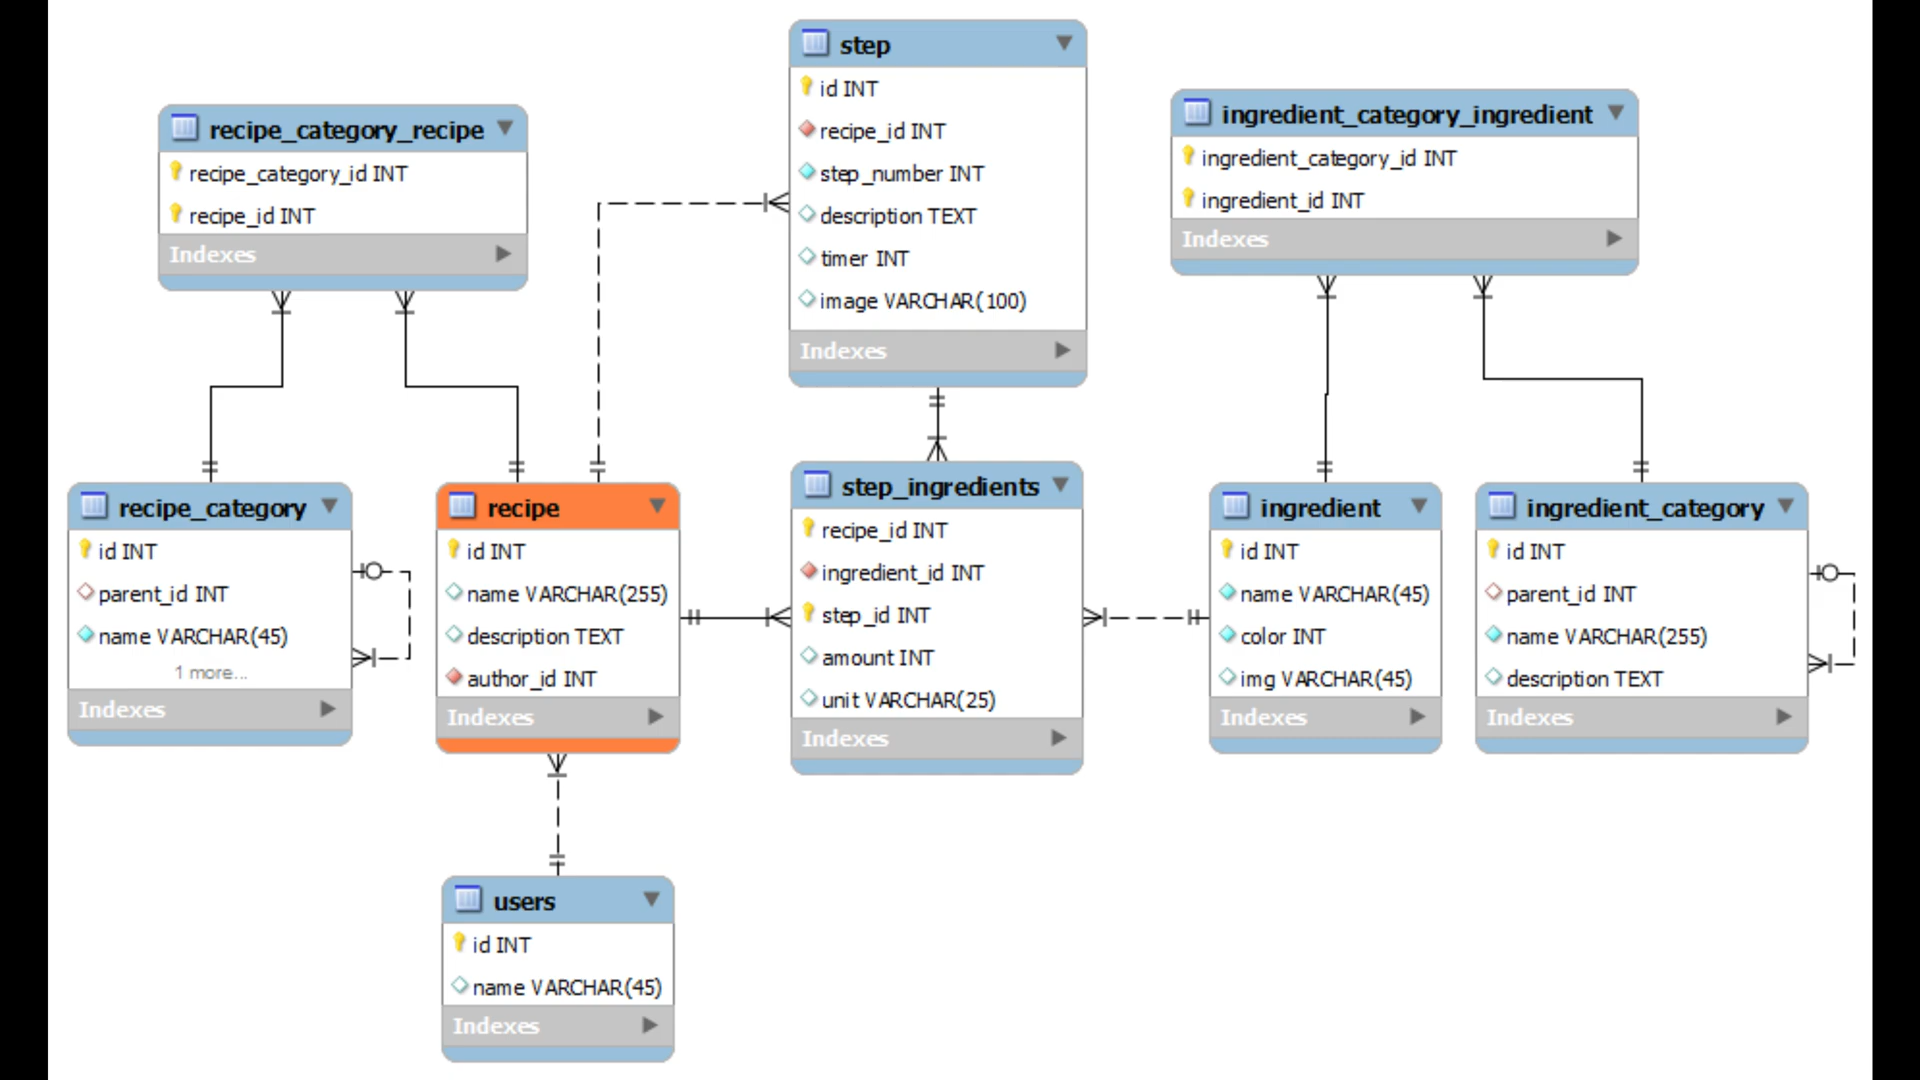 step
id INT
recipe_id INT
step_number INT
description TEXT
timer INT
image VARCHAR(100)
Indexes
recipe_category_recipe
recipe_category_id INT
recipe_id INT
Indexes
ingredient_category_ingredient
ingredient_category_id INT
ingredient_id INT
Indexes
recipe_category
id INT
parent_id INT
name VARCHAR(45)
1 more...
Indexes
recipe
id INT
name VARCHAR(255)
description TEXT
author_id INT
Indexes
step_ingredients
recipe_id INT
ingredient_id INT
step_id INT
amount INT
unit VARCHAR(25)
Indexes
ingredient
id INT
name VARCHAR(45)
color INT
img VARCHAR(45)
Indexes
ingredient_category
id INT
parent_id INT
name VARCHAR(255)
description TEXT
Indexes
users
id INT
name VARCHAR(45)
Indexes